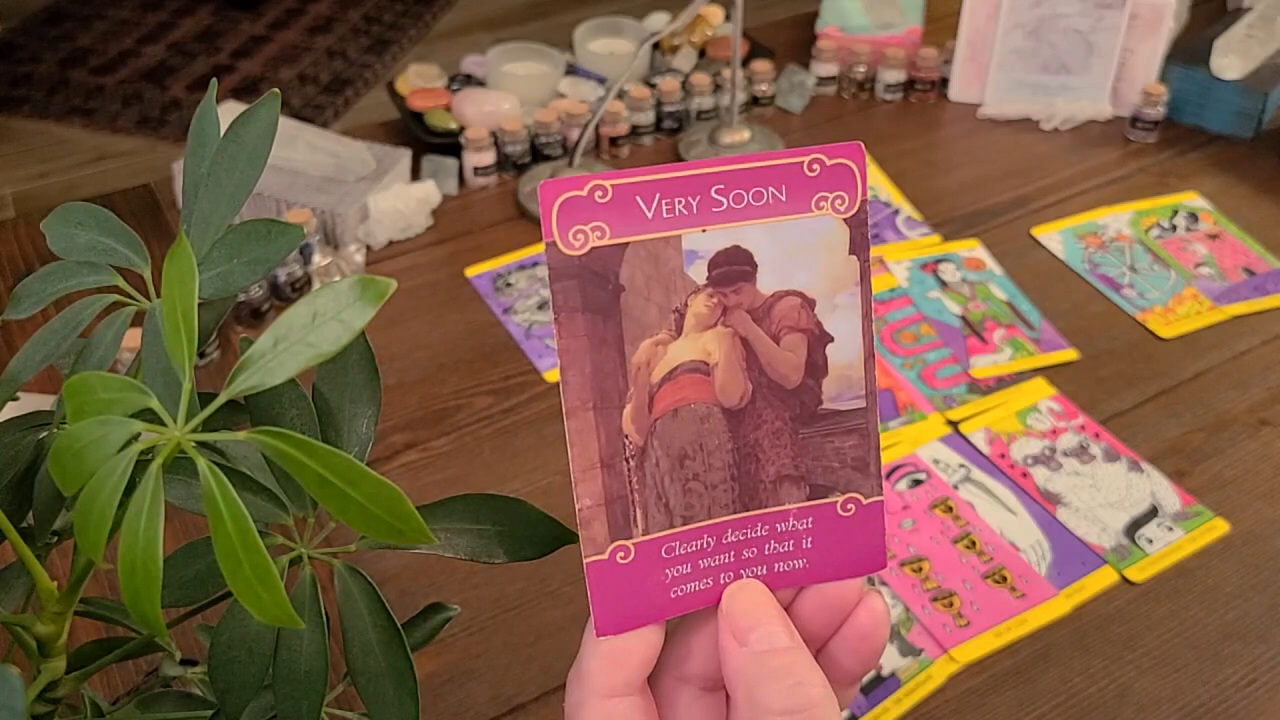 VERY SOON
Clearly decide what
you want so that it
comes to you now.